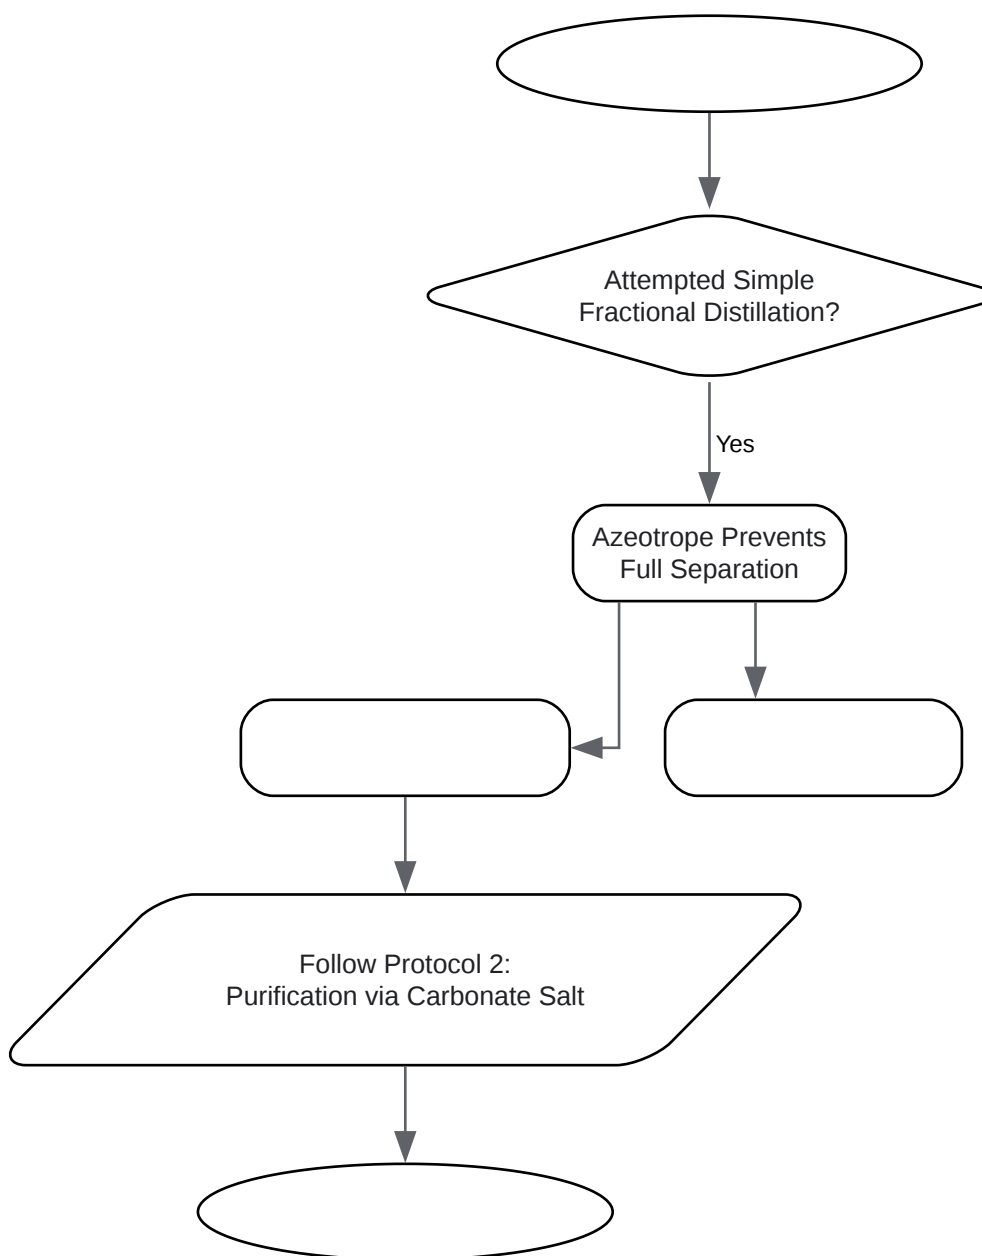 Attempted Simple
Fractional Distillation?
Yes
Azeotrope Prevents
Full Separation
Follow Protocol 2:
Purification via Carbonate Salt